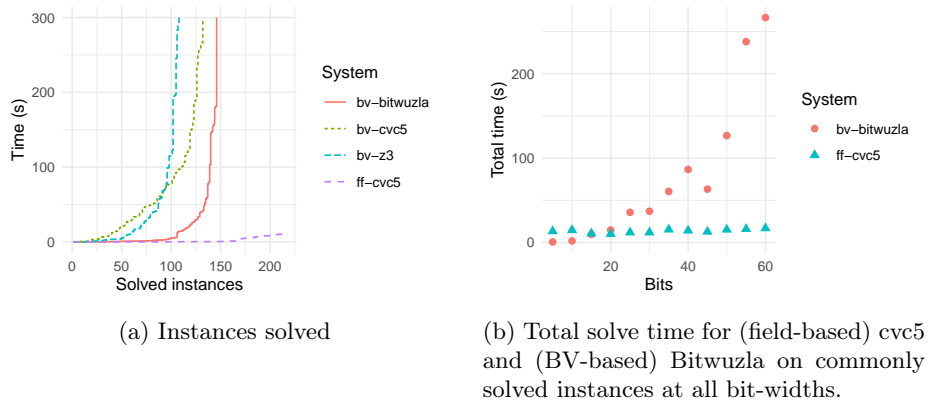 300
200
100
0
Time (s)
0
50
100
150
200
Solved instances
System
bv-bitwuzla
bv-cvc5
bv-z3
ff-cvc5
(a) Instances solved
200
100
0
Total time (s)
20
40
60
Bits
System
bv-bitwuzla
ff-cvc5
(b) Total solve time for (field-based) cvc5
and (BV-based) Bitwuzla on commonly
solved instances at all bit-widths.